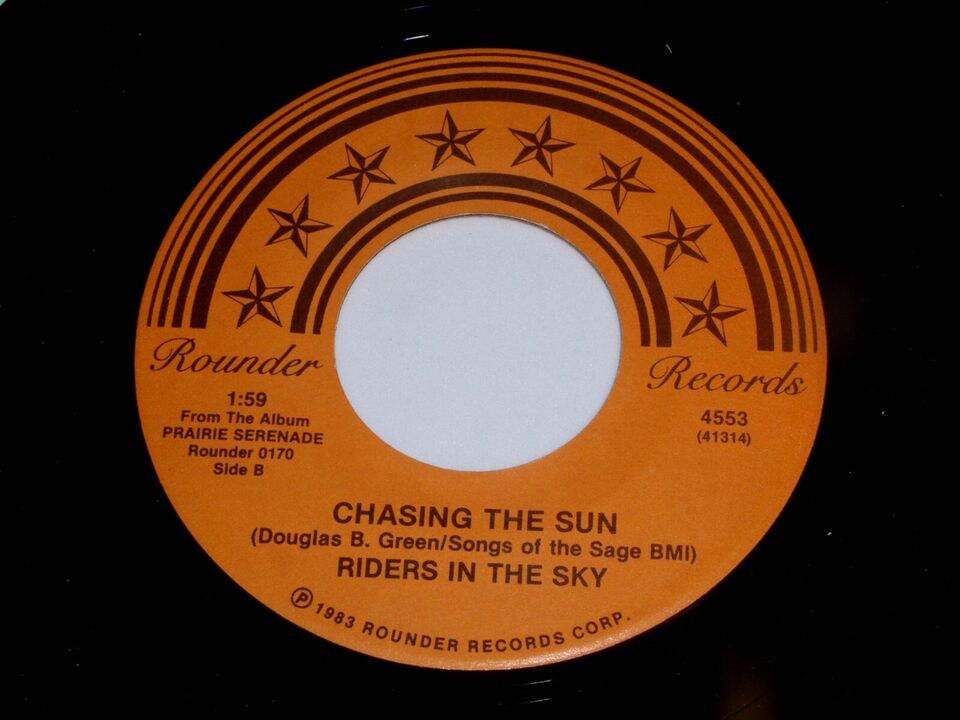 Rounder Records
1:59
From The Album
PRAIRIE SERENADE
Rounder 0170
Side B
4553
(41314)
CHASING THE SUN
(Douglas B. Green/Songs of the Sage BMI)
RIDERS IN THE SKY
Ⓟ 1983 ROUNDER RECORDS CORP.